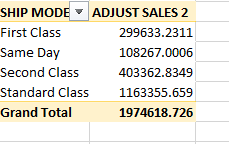 SHIP MODE ADJUST SALES 2
First Class 299633.2311
Same Day 108267.0006
Second Class 403362.8349
Standard Class 1163355.659
Grand Total 1974618.726